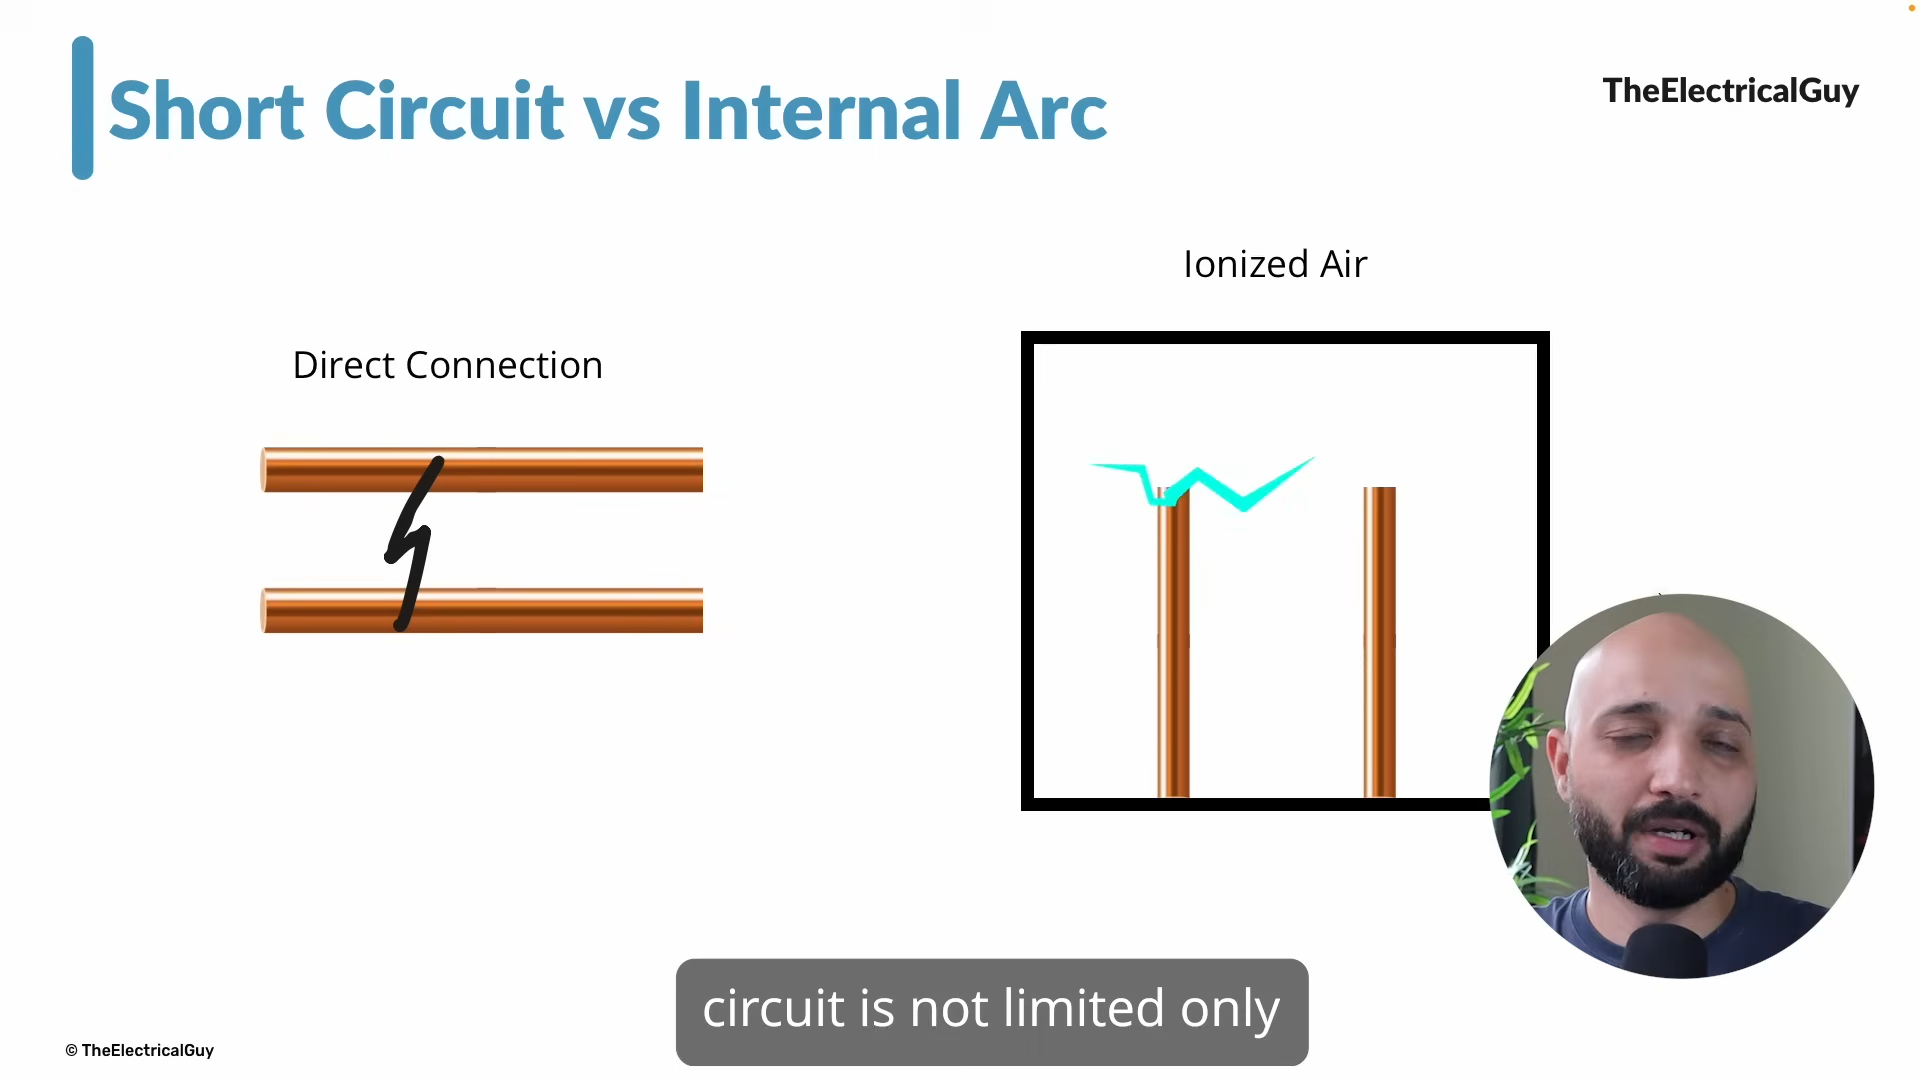 Short Circuit vs Internal Arc
TheElectricalGuy
Ionized Air
Direct Connection
circuit is not limited only
© TheElectricalGuy